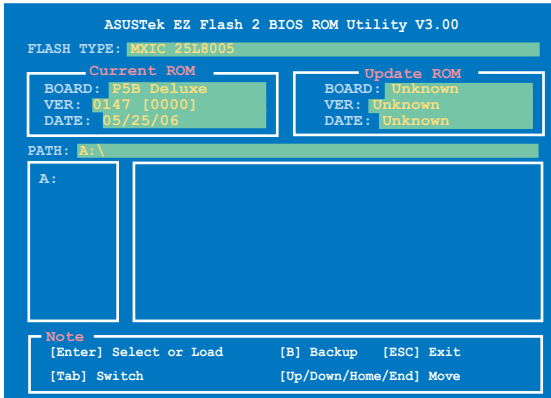 ASUSTek EZ Flash 2 BIOS ROM Utility V3.00
FLASH TYPE: MXIC 25L8005
Current ROM
BOARD: P5B Deluxe
VER: 0147 [0000]
DATE: 05/25/06
Update ROM
BOARD: Unknown
VER: Unknown
DATE: Unknown
PATH: A:\
A:
Note
[Enter] Select or Load [B] Backup [ESC] Exit
[Tab] Switch [Up/Down/Home/End] Move